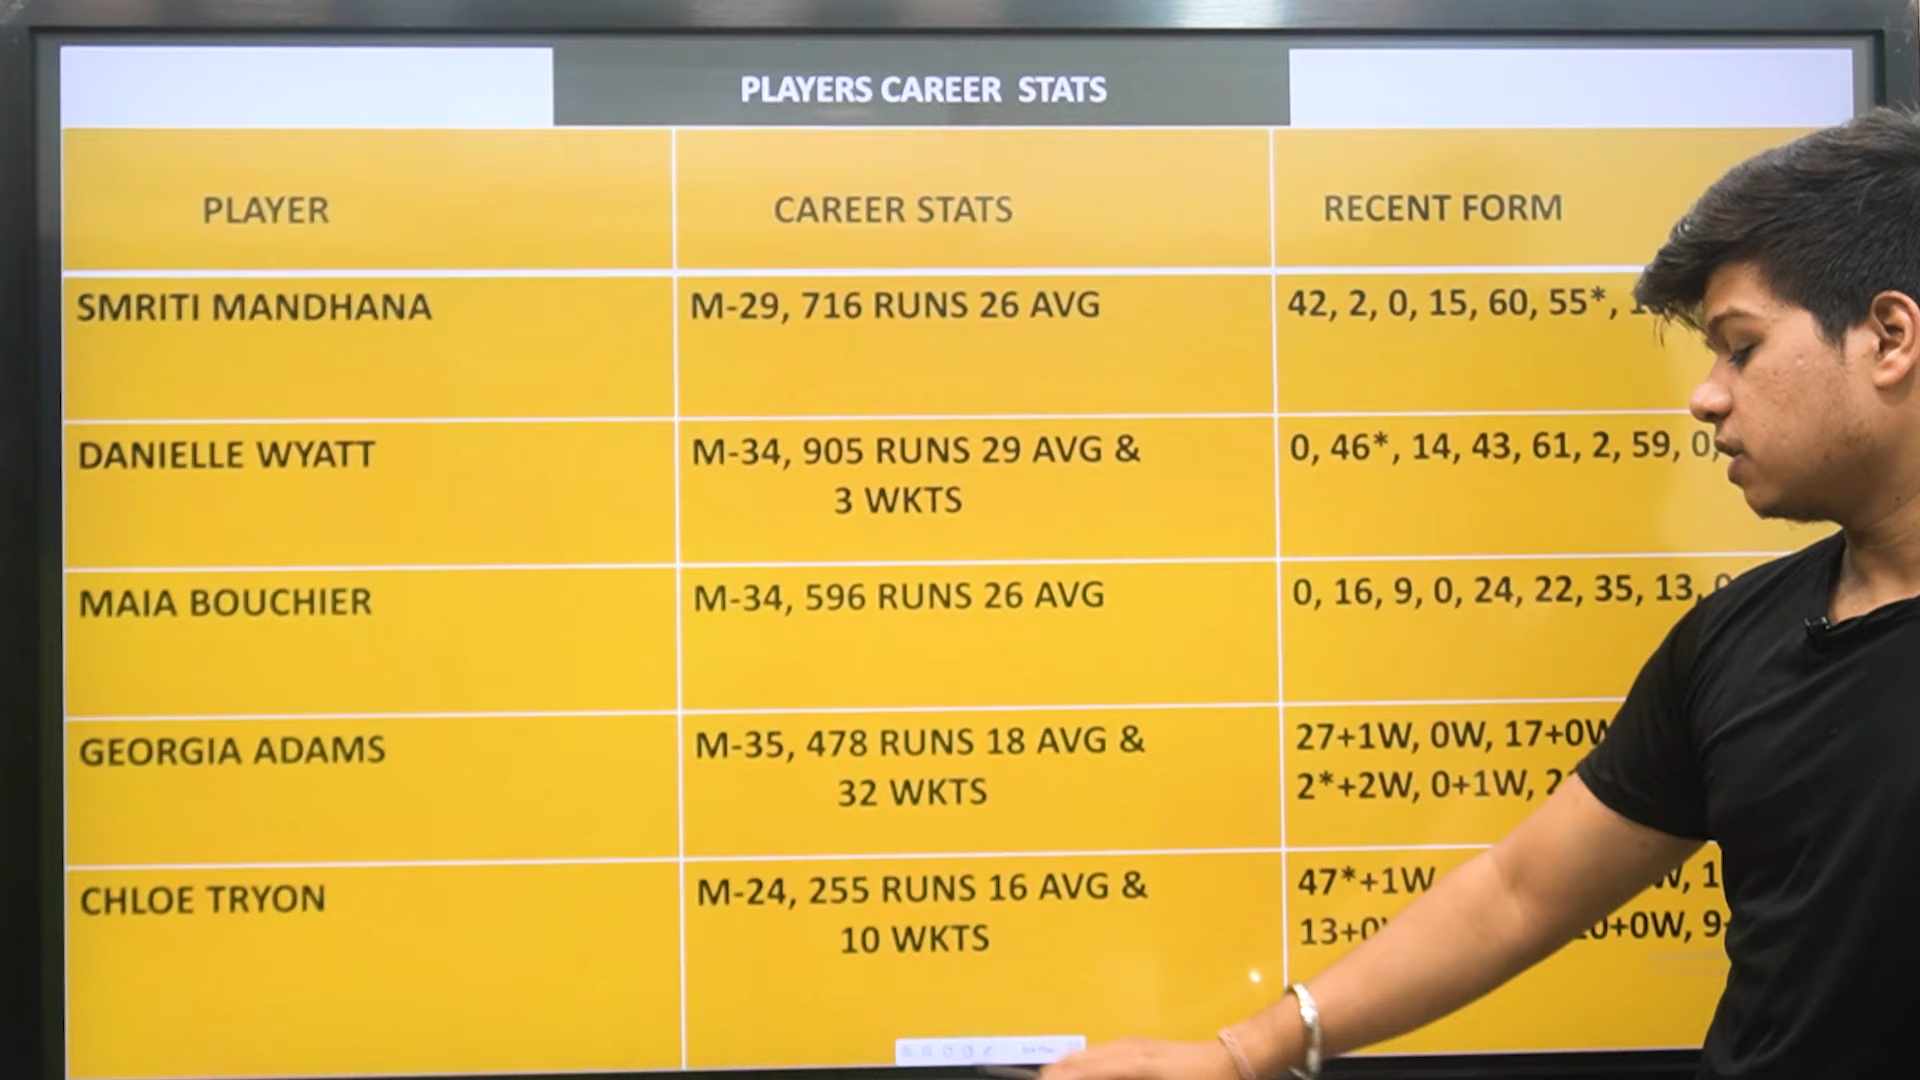 PLAYERS CAREER STATS
PLAYER
CAREER STATS
RECENT FORM
SMRITI MANDHANA
M-29, 716 RUNS 26 AVG
42, 2, 0, 15, 60, 55*,
DANIELLE WYATT
M-34, 905 RUNS 29 AVG &
3 WKTS
0, 46*, 14, 43, 61, 2, 59, 0,
MAIA BOUCHIER
M-34, 596 RUNS 26 AVG
0, 16, 9, 0, 24, 22, 35, 13,
GEORGIA ADAMS
M-35, 478 RUNS 18 AVG &
32 WKTS
27+1W, 0W, 17+0W
2*+2W, 0+1W,
CHLOE TRYON
M-24, 255 RUNS 16 AVG &
10 WKTS
47*+1W